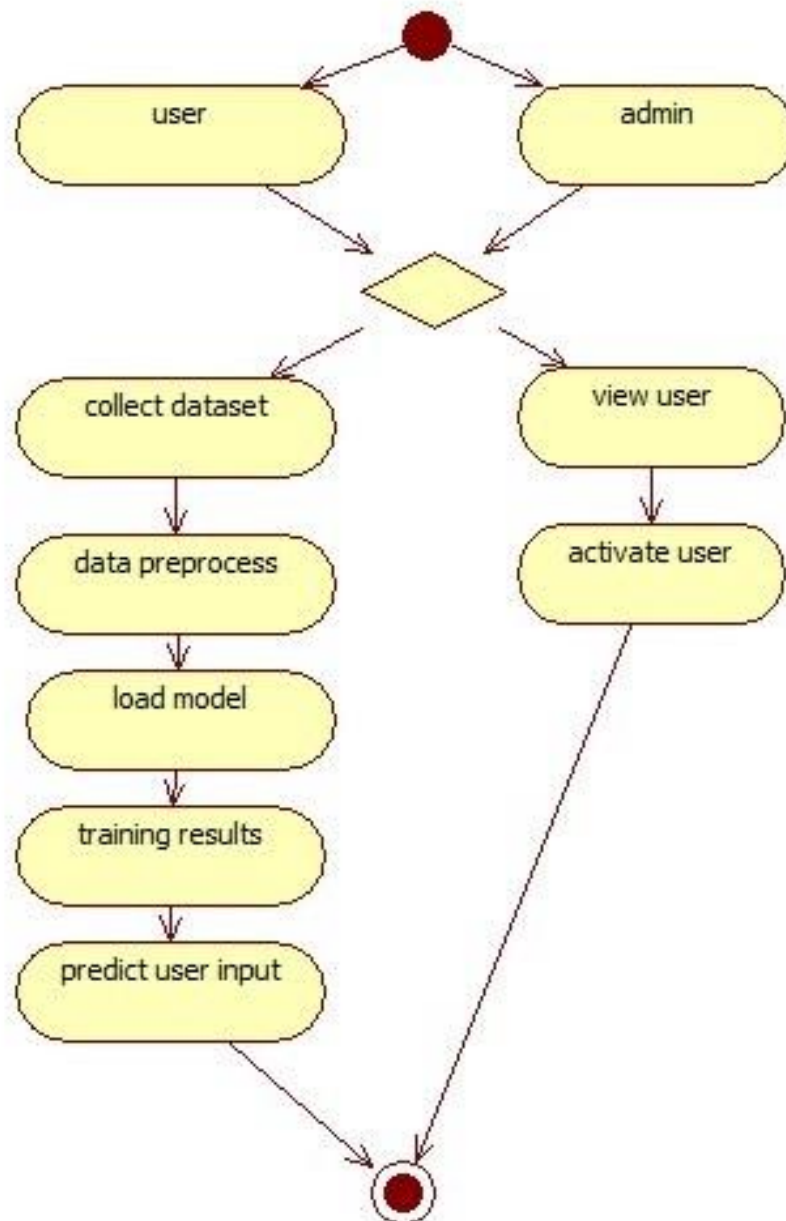 user
admin
collect dataset
view user
data preprocess
activate user
load model
training results
predict user input